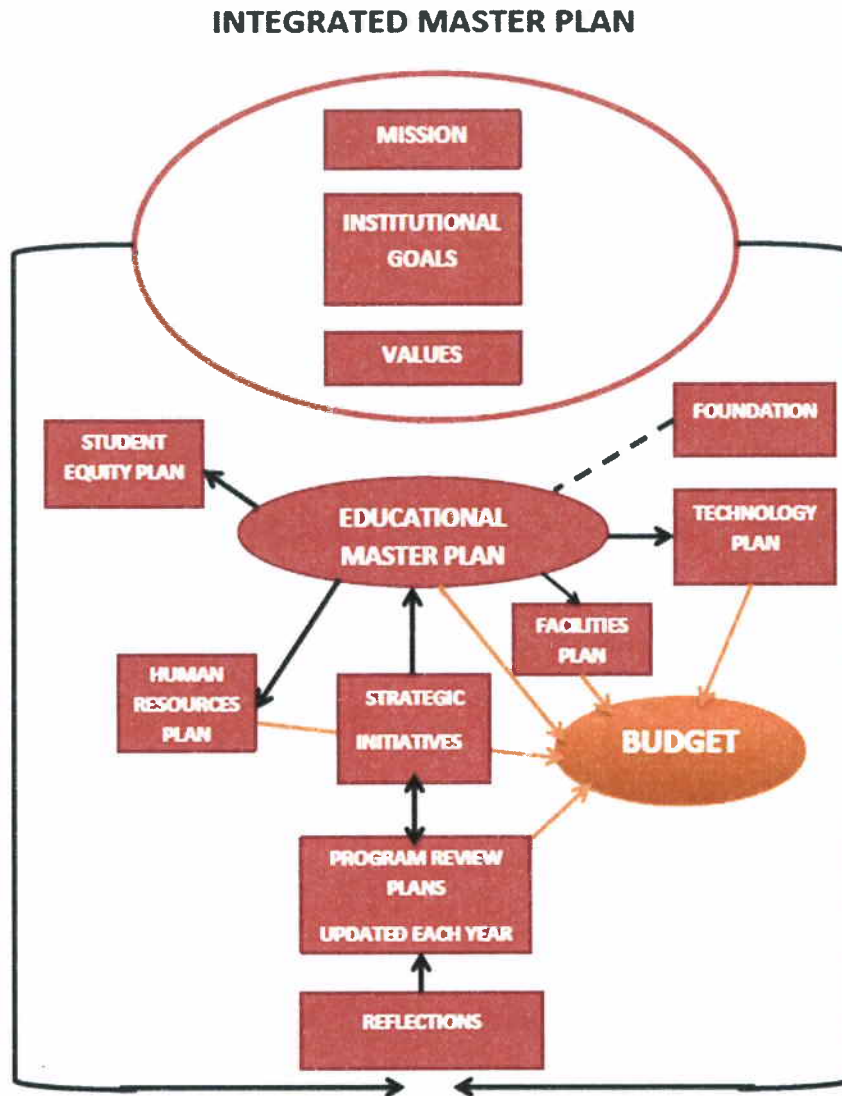 INTEGRATED MASTER PLAN
MISSION
INSTITUTIONAL
GOALS
VALUES
FOUNDATION
STUDENT
EQUITY PLAN
EDUCATIONAL
MASTER PLAN
TECHNOLOGY
PLAN
FACILITIES
PLAN
HUMAN
RESOURCES
PLAN
STRATEGIC
INITIATIVES
BUDGET
PROGRAM REVIEW
PLANS
UPDATED EACH YEAR
REFLECTIONS